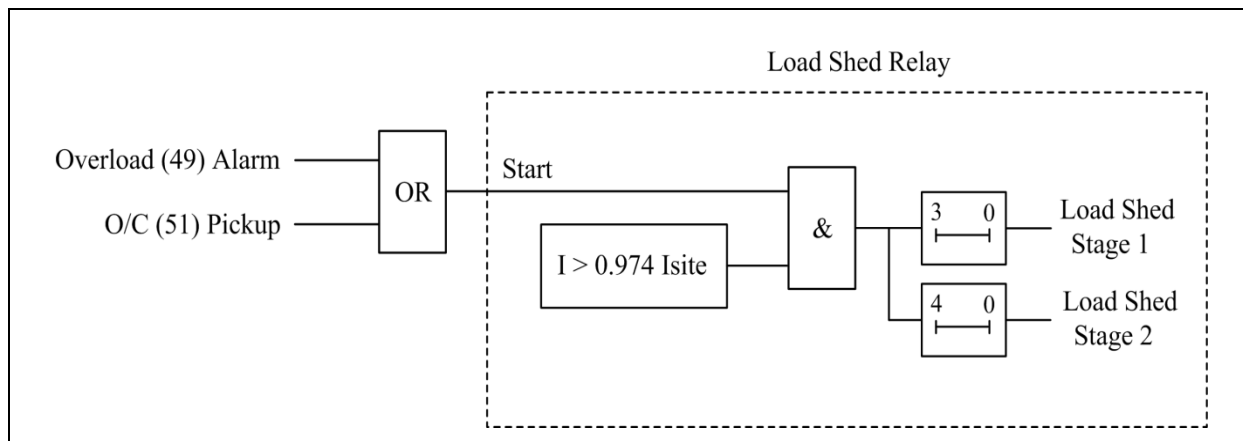 Load Shed Relay
Overload (49) Alarm
O/C (51) Pickup
OR
Start
I > 0.974 Isite
&
3 0
Load Shed
Stage 1
4 0
Load Shed
Stage 2